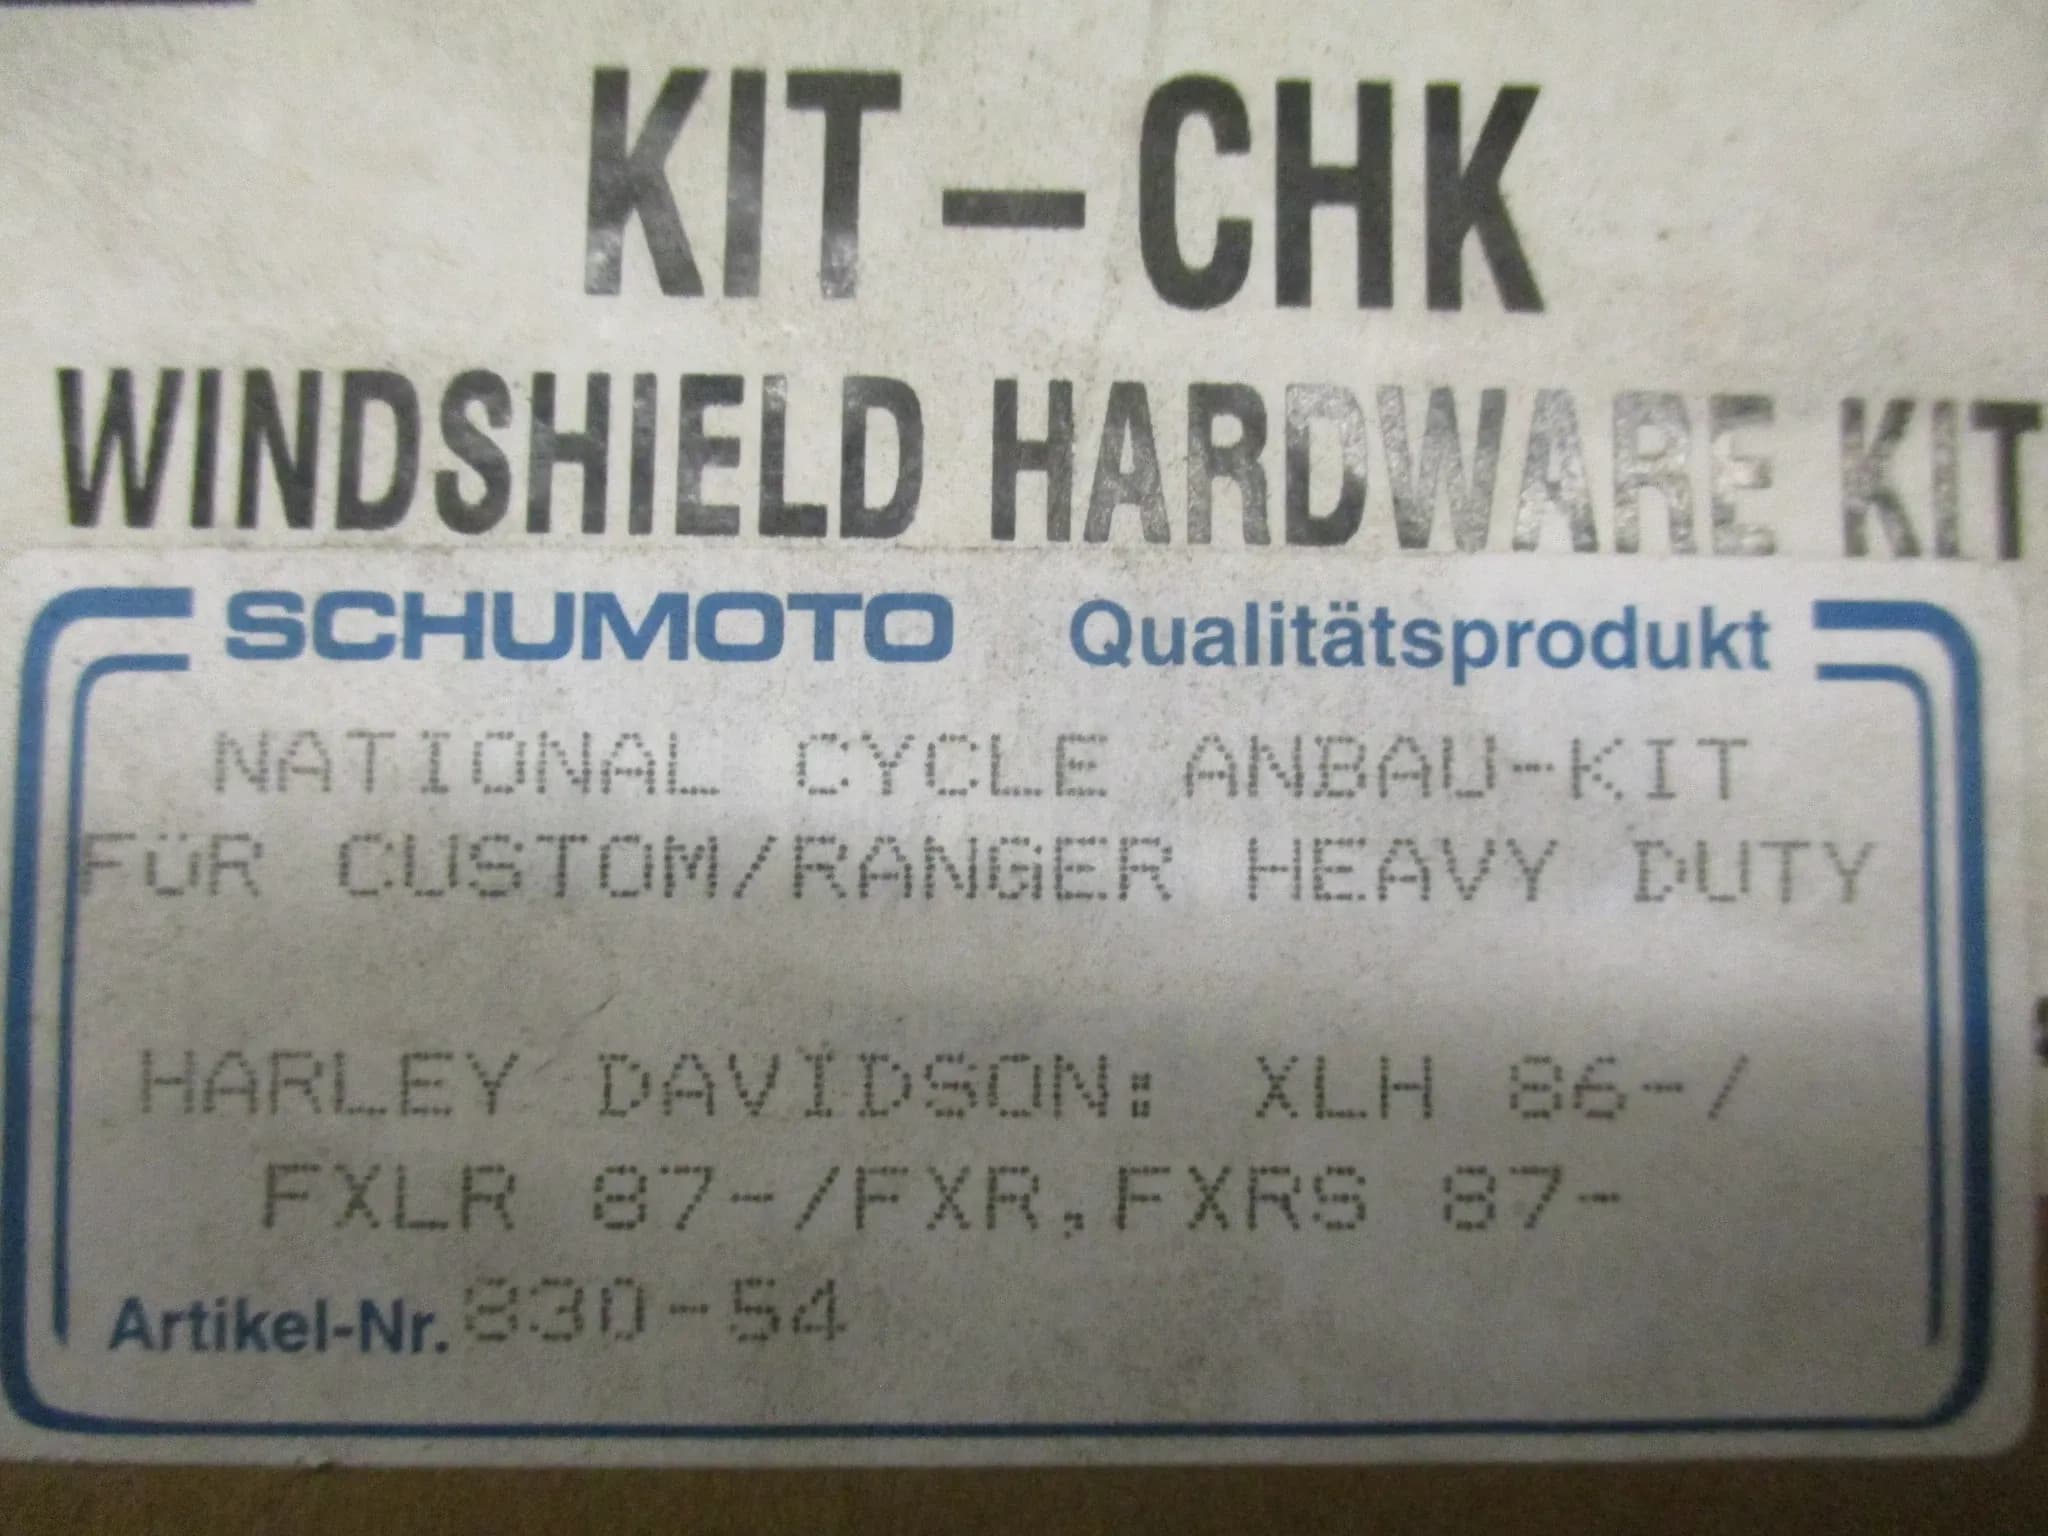 KIT – CHK
WINDSHIELD HARDWARE KIT
SCHUMOTO Qualitätsprodukt
NATIONAL CYCLE ANBAU-KIT
FÜR CUSTOM/RANGER HEAVY DUTY
HARLEY DAVIDSON: XLH 86-/
FXLR 87-/FXR,FXRS 87-
Artikel-Nr. 830-54